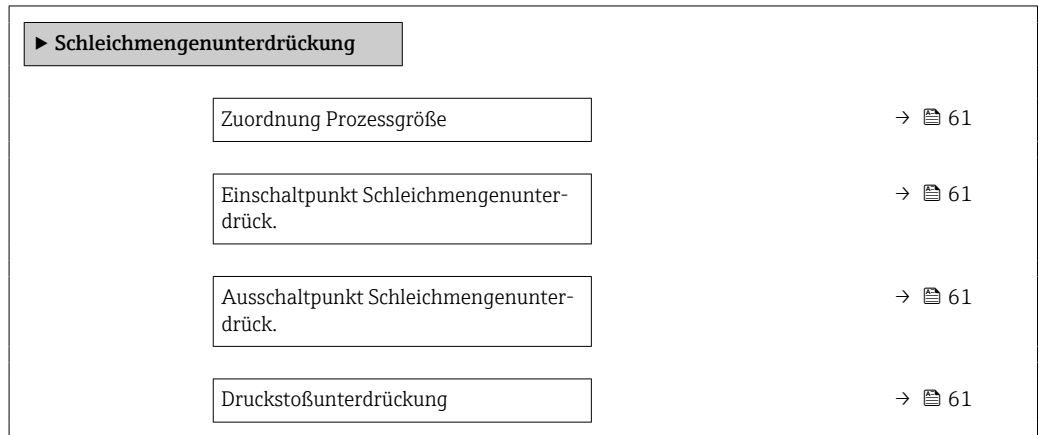 ▶ Schleichmengenunterdrückung
Zuordnung Prozessgröße → 61
Einschaltpunkt Schleichmengenunter-
drück. → 61
Ausschaltpunkt Schleichmengenunter-
drück. → 61
Druckstoßunterdrückung → 61